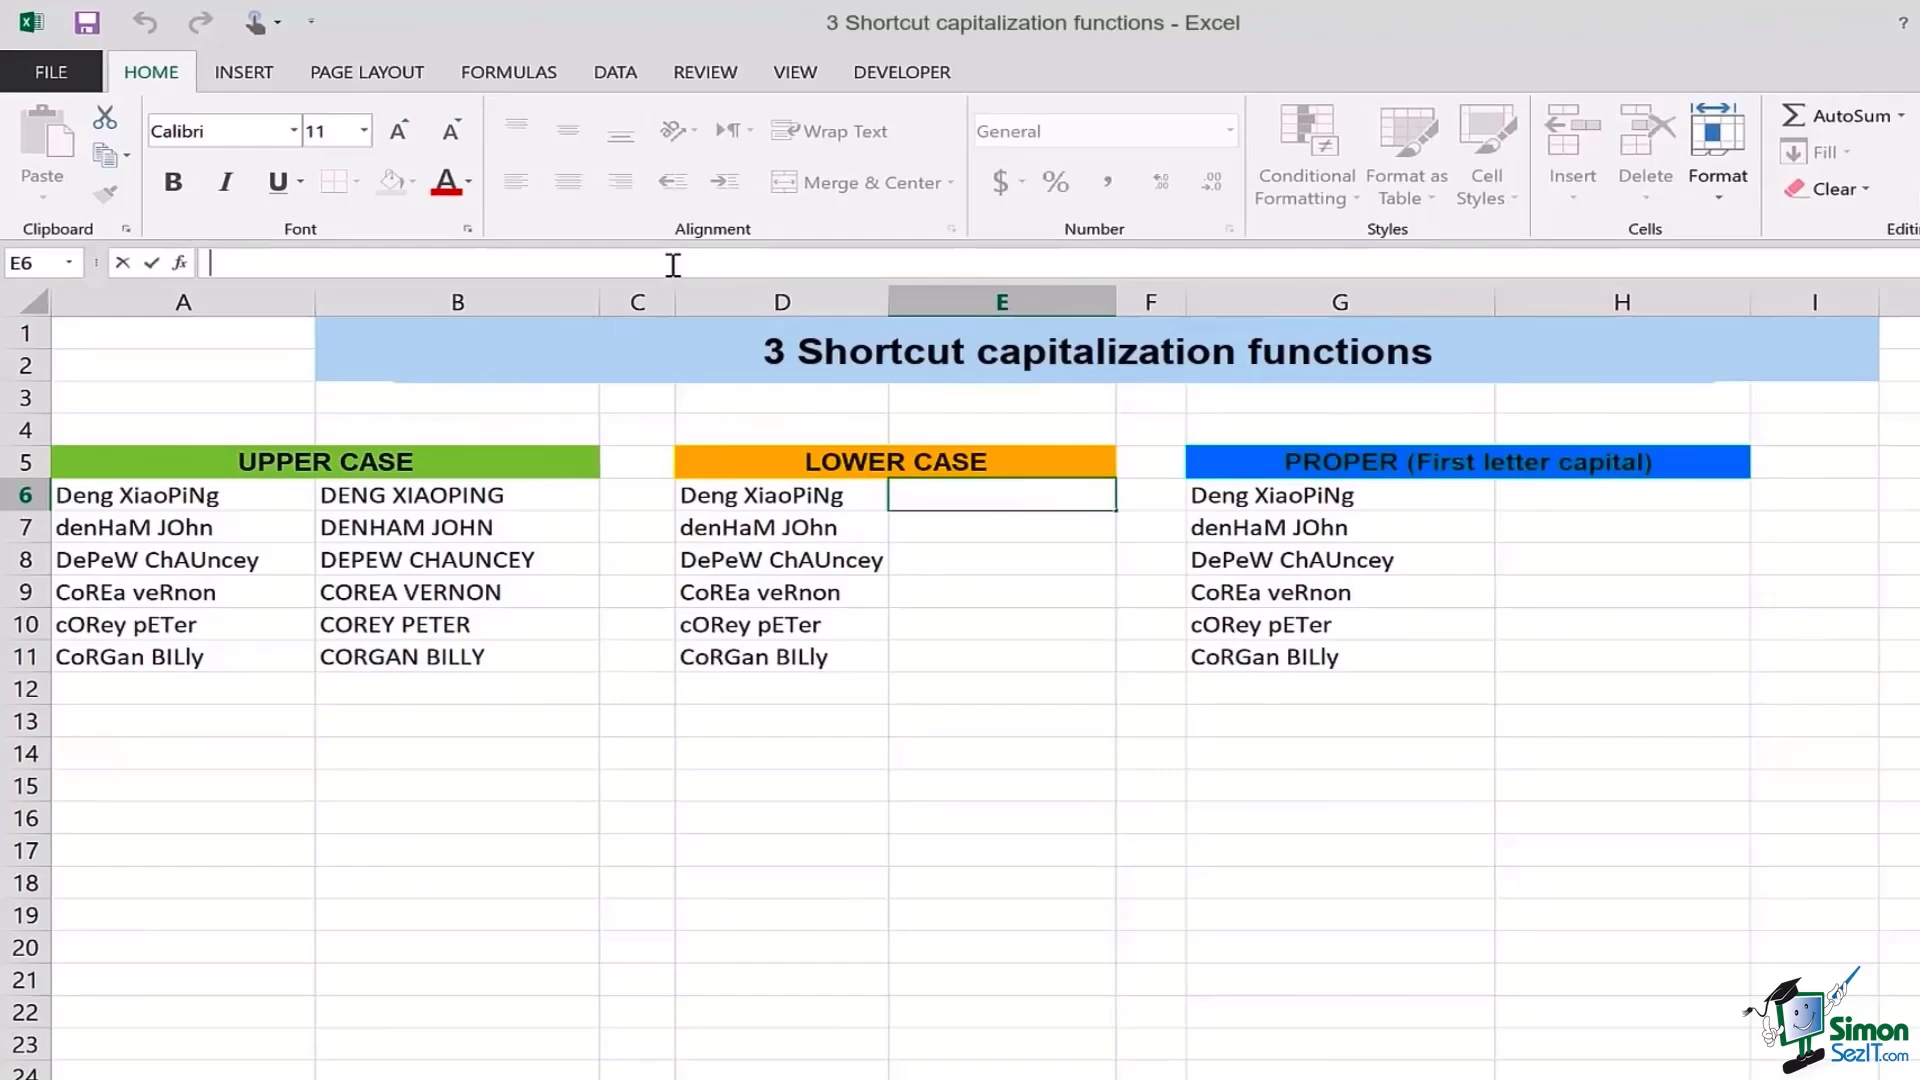 3 Shortcut capitalization functions - Excel
?
FILE HOME INSERT PAGE LAYOUT FORMULAS DATA REVIEW VIEW DEVELOPER
Calibri 11 A A Wrap Text General AutoSum
Paste Conditional Format as Cell Insert Delete Format Fill
B I U A Merge & Center $ % , .00 Formatting Table Styles Clear
Clipboard Font Alignment Number Styles Cells Editi
E6 fx
A B C D E F G H I
1 3 Shortcut capitalization functions
2
3
4
5 UPPER CASE LOWER CASE PROPER (First letter capital)
6 Deng XiaoPiNg DENG XIAOPING Deng XiaoPiNg Deng XiaoPiNg
7 denHaM JOhn DENHAM JOHN denHaM JOhn denHaM JOhn
8 DePeW ChAUncey DEPEW CHAUNCEY DePeW ChAUncey DePeW ChAUncey
9 CoREa veRnon COREA VERNON CoREa veRnon CoREa veRnon
10 cORey pETer COREY PETER cORey pETer cORey pETer
11 CoRGan BILly CORGAN BILLY CoRGan BILly CoRGan BILly
12
13
14
15
16
17
18
19
20
21
22
23
24
Simon
SezIT.com